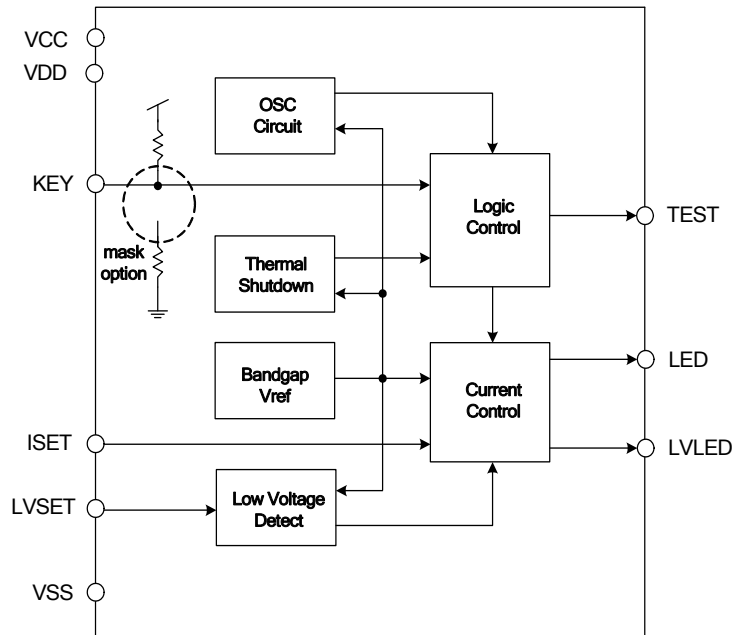 VCC
VDD
OSC
Circuit
KEY
Logic
Control
TEST
mask
option
Thermal
Shutdown
Bandgap
Vref
Current
Control
LED
ISET
LVLED
LVSET
Low Voltage
Detect
VSS